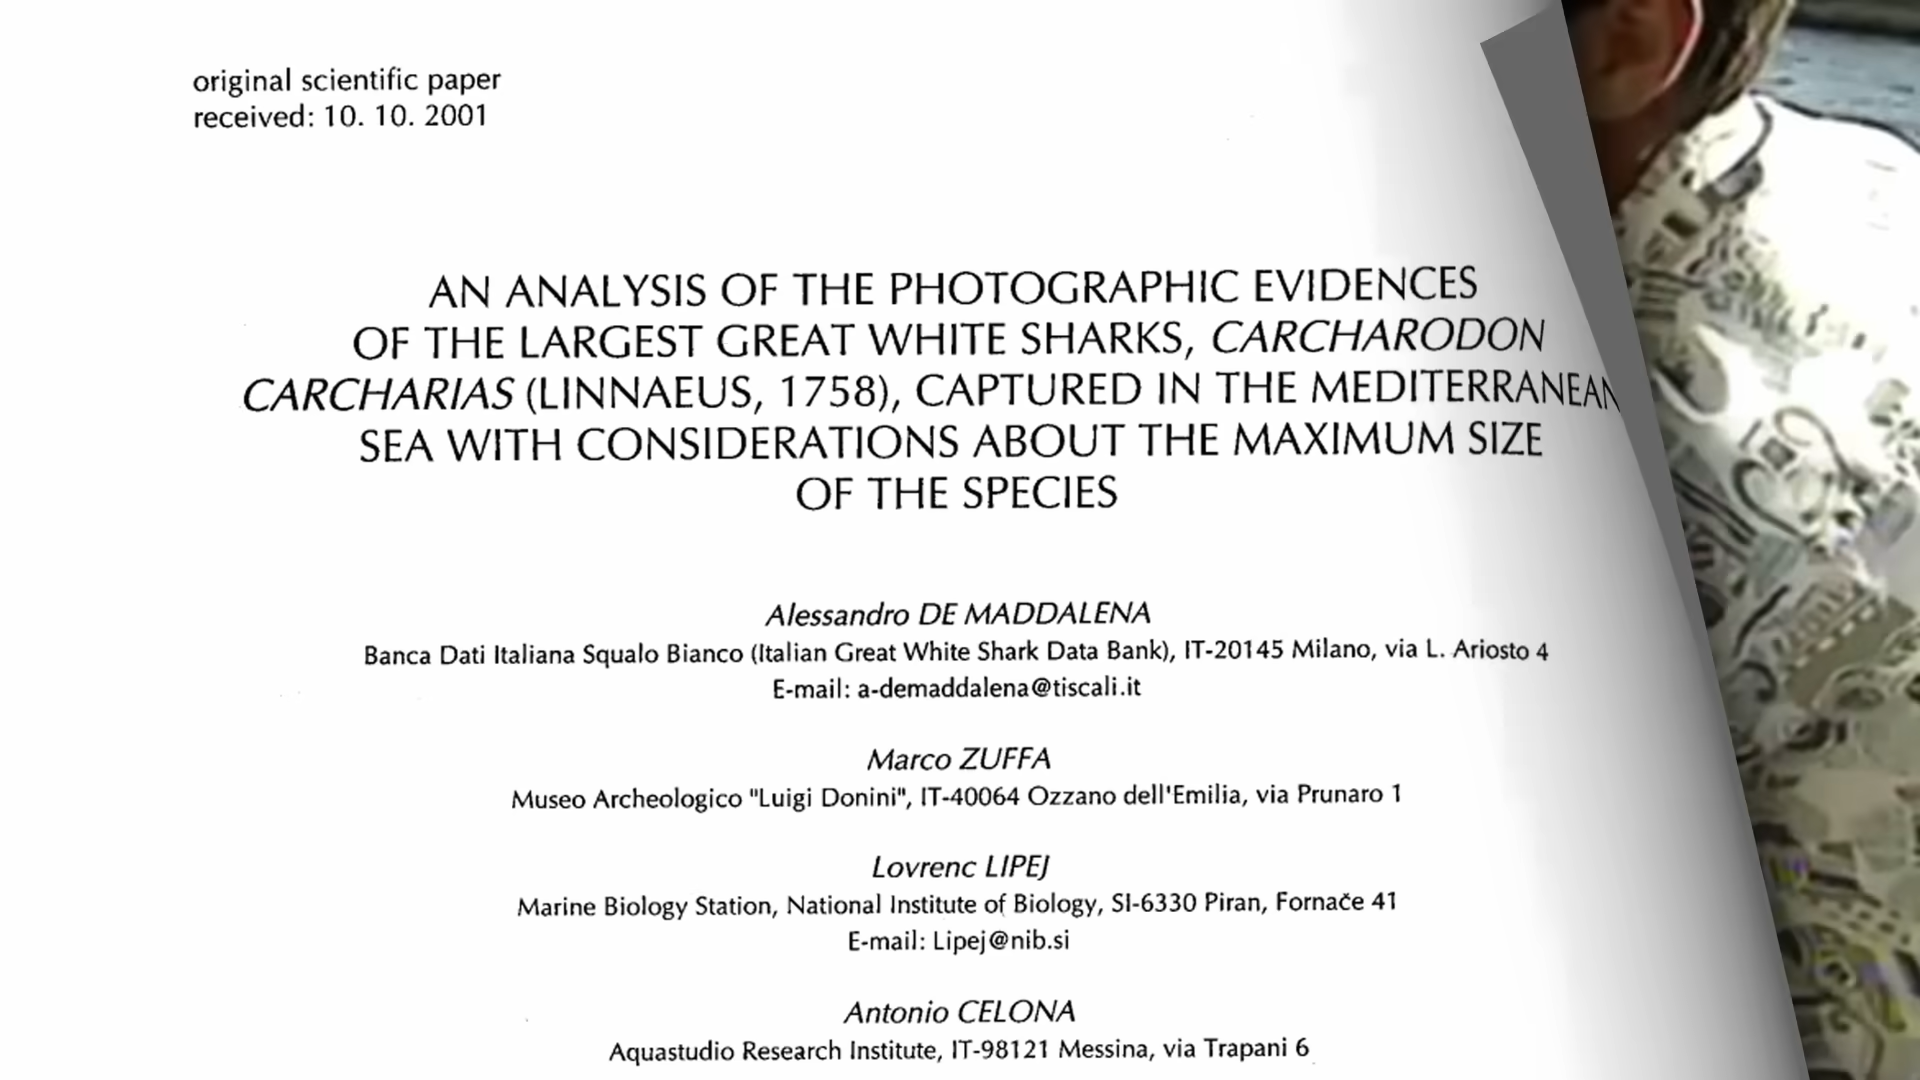 original scientific paper
received: 10. 10. 2001
AN ANALYSIS OF THE PHOTOGRAPHIC EVIDENCES
OF THE LARGEST GREAT WHITE SHARKS, CARCHARODON
CARCHARIAS (LINNAEUS, 1758), CAPTURED IN THE MEDITERRANEAN
SEA WITH CONSIDERATIONS ABOUT THE MAXIMUM SIZE
OF THE SPECIES
Alessandro DE MADDALENA
Banca Dati Italiana Squalo Bianco (Italian Great White Shark Data Bank), IT-20145 Milano, via L. Ariosto 4
E-mail: a-demaddalena@tiscali.it
Marco ZUFFA
Museo Archeologico "Luigi Donini", IT-40064 Ozzano dell'Emilia, via Prunaro 1
Lovrenc LIPEJ
Marine Biology Station, National Institute of Biology, SI-6330 Piran, Fornače 41
E-mail: Lipej@nib.si
Antonio CELONA
Aquastudio Research Institute, IT-98121 Messina, via Trapani 6